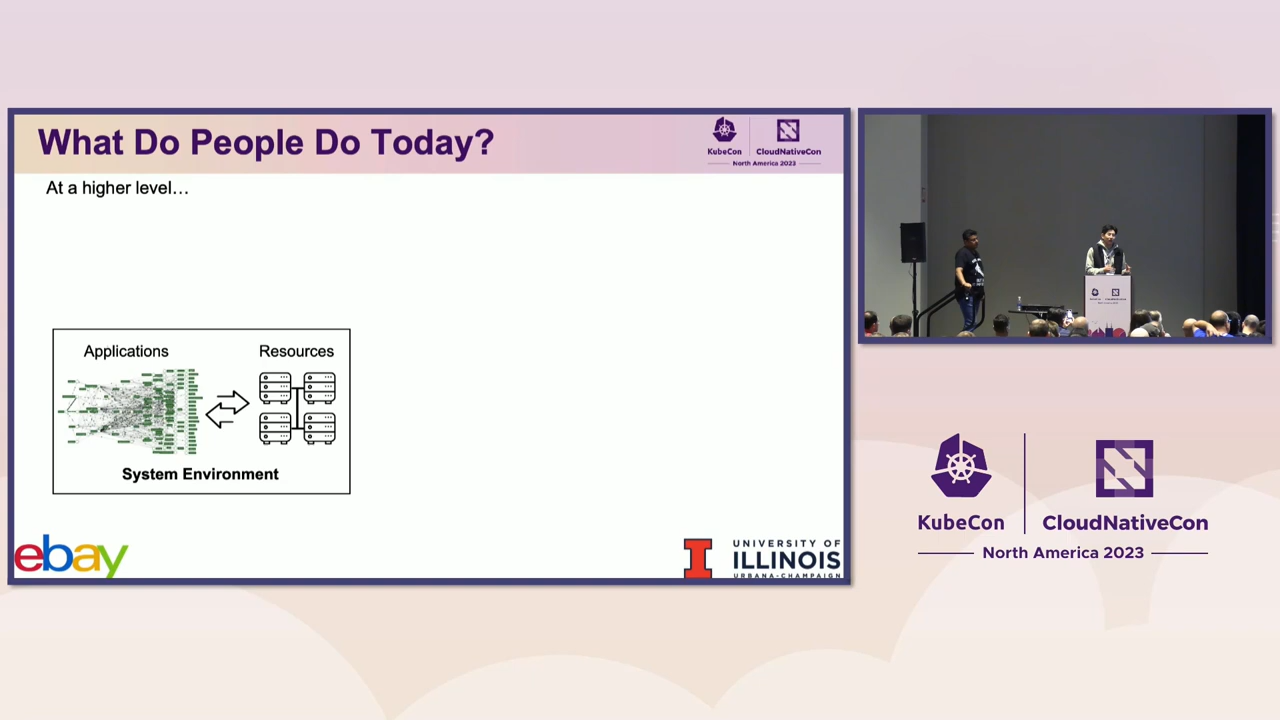 What Do People Do Today?
KubeCon
CloudNativeCon
North America 2023
At a higher level…
Applications
Resources
System Environment
ebay
UNIVERSITY OF
ILLINOIS
URBANA-CHAMPAIGN
KubeCon
CloudNativeCon
North America 2023